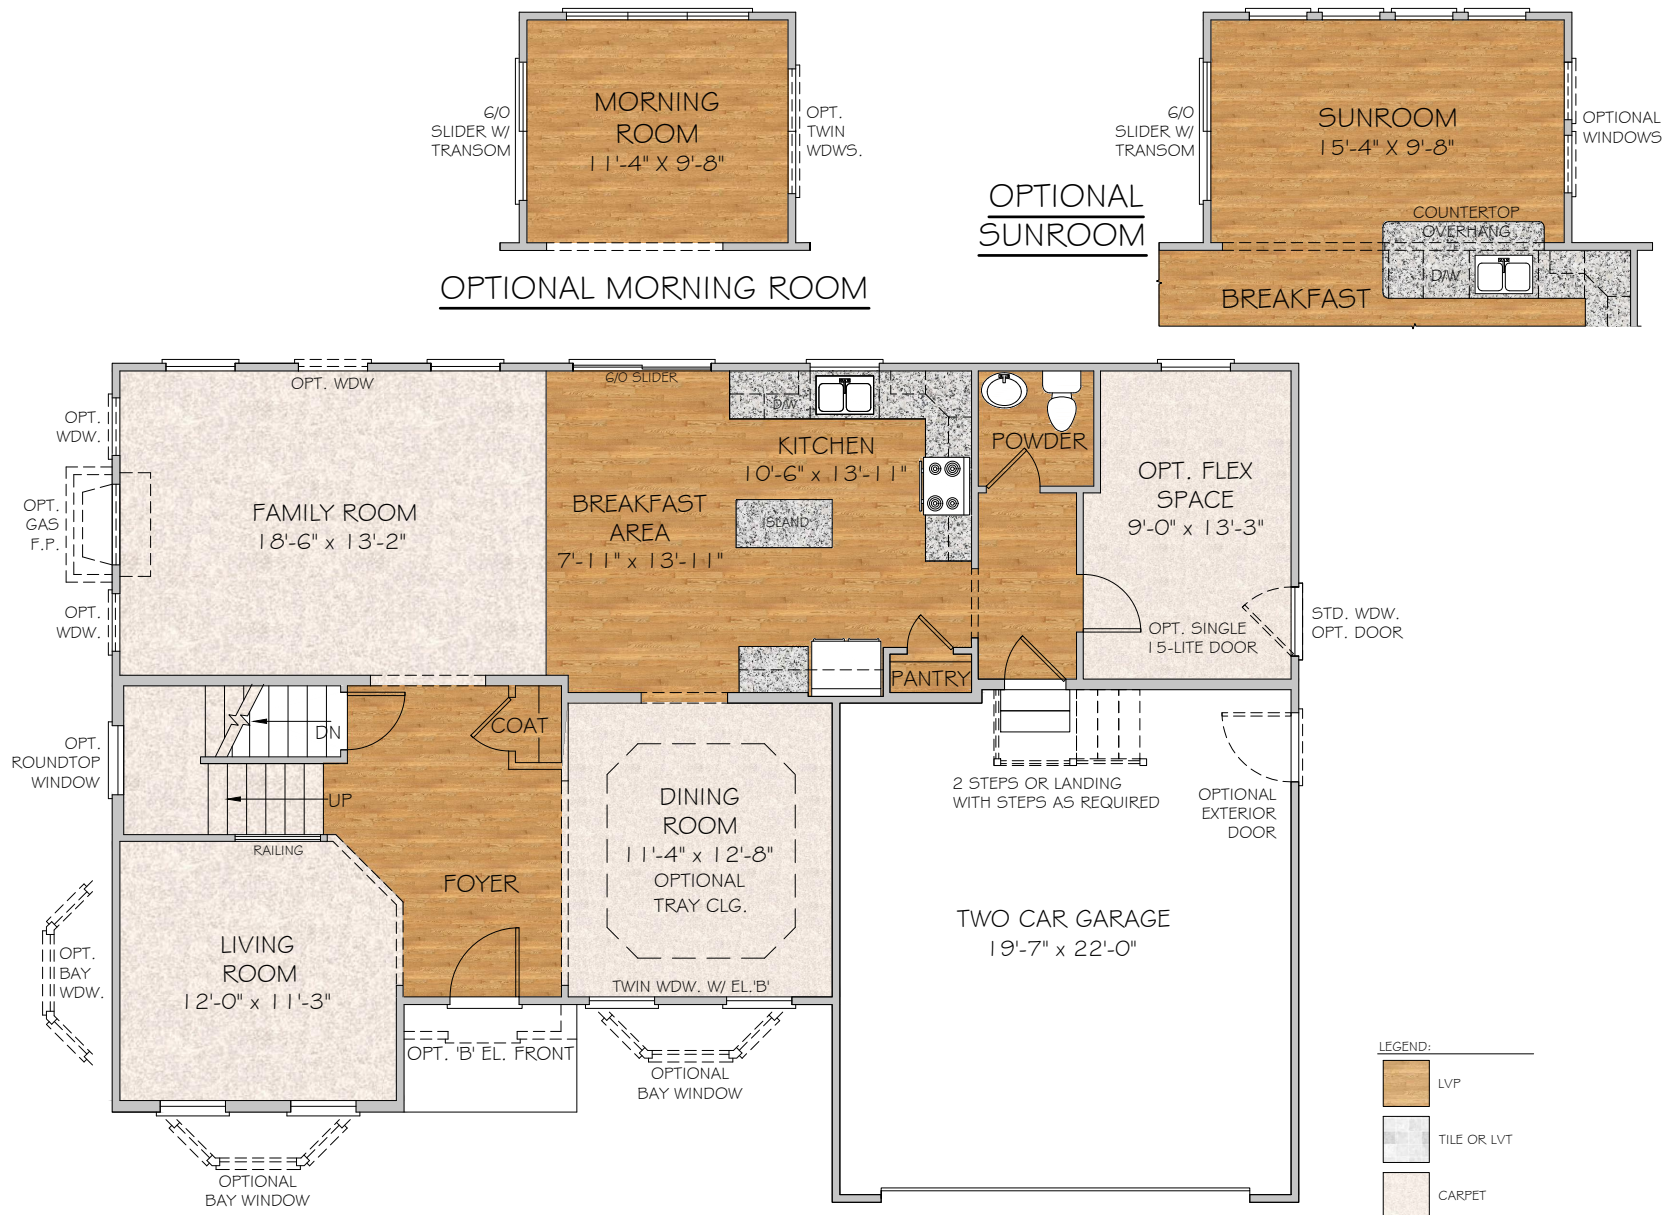 MORNING
ROOM
11'-4" X 9'-8"
6/0
SLIDER W/
TRANSOM
OPT.
TWIN
WDWS.
OPTIONAL MORNING ROOM
SUNROOM
15'-4" X 9'-8"
6/0
SLIDER W/
TRANSOM
OPTIONAL
WINDOWS
OPTIONAL
SUNROOM
COUNTERTOP
OVERHANG
D/W
BREAKFAST
OPT. WDW
6/0 SLIDER
D/W
OPT.
WDW.
KITCHEN
10'-6" x 13'-11"
POWDER
OPT. FLEX
SPACE
9'-0" x 13'-3"
OPT.
GAS
F.P.
FAMILY ROOM
18'-6" x 13'-2"
BREAKFAST
AREA
7'-11" x 13'-11"
ISLAND
OPT.
WDW.
STD. WDW.
OPT. DOOR
OPT. SINGLE
15-LITE DOOR
PANTRY
COAT
DN
OPT.
ROUNDTOP
WINDOW
UP
2 STEPS OR LANDING
WITH STEPS AS REQUIRED
OPTIONAL
EXTERIOR
DOOR
DINING
ROOM
11'-4" x 12'-8"
OPTIONAL
TRAY CLG.
RAILING
FOYER
TWO CAR GARAGE
19'-7" x 22'-0"
LIVING
ROOM
12'-0" x 11'-3"
OPT.
BAY
WDW.
TWIN WDW. W/ EL.'B'
OPT. 'B' EL. FRONT
OPTIONAL
BAY WINDOW
OPTIONAL
BAY WINDOW
LEGEND:
LVP
TILE OR LVT
CARPET